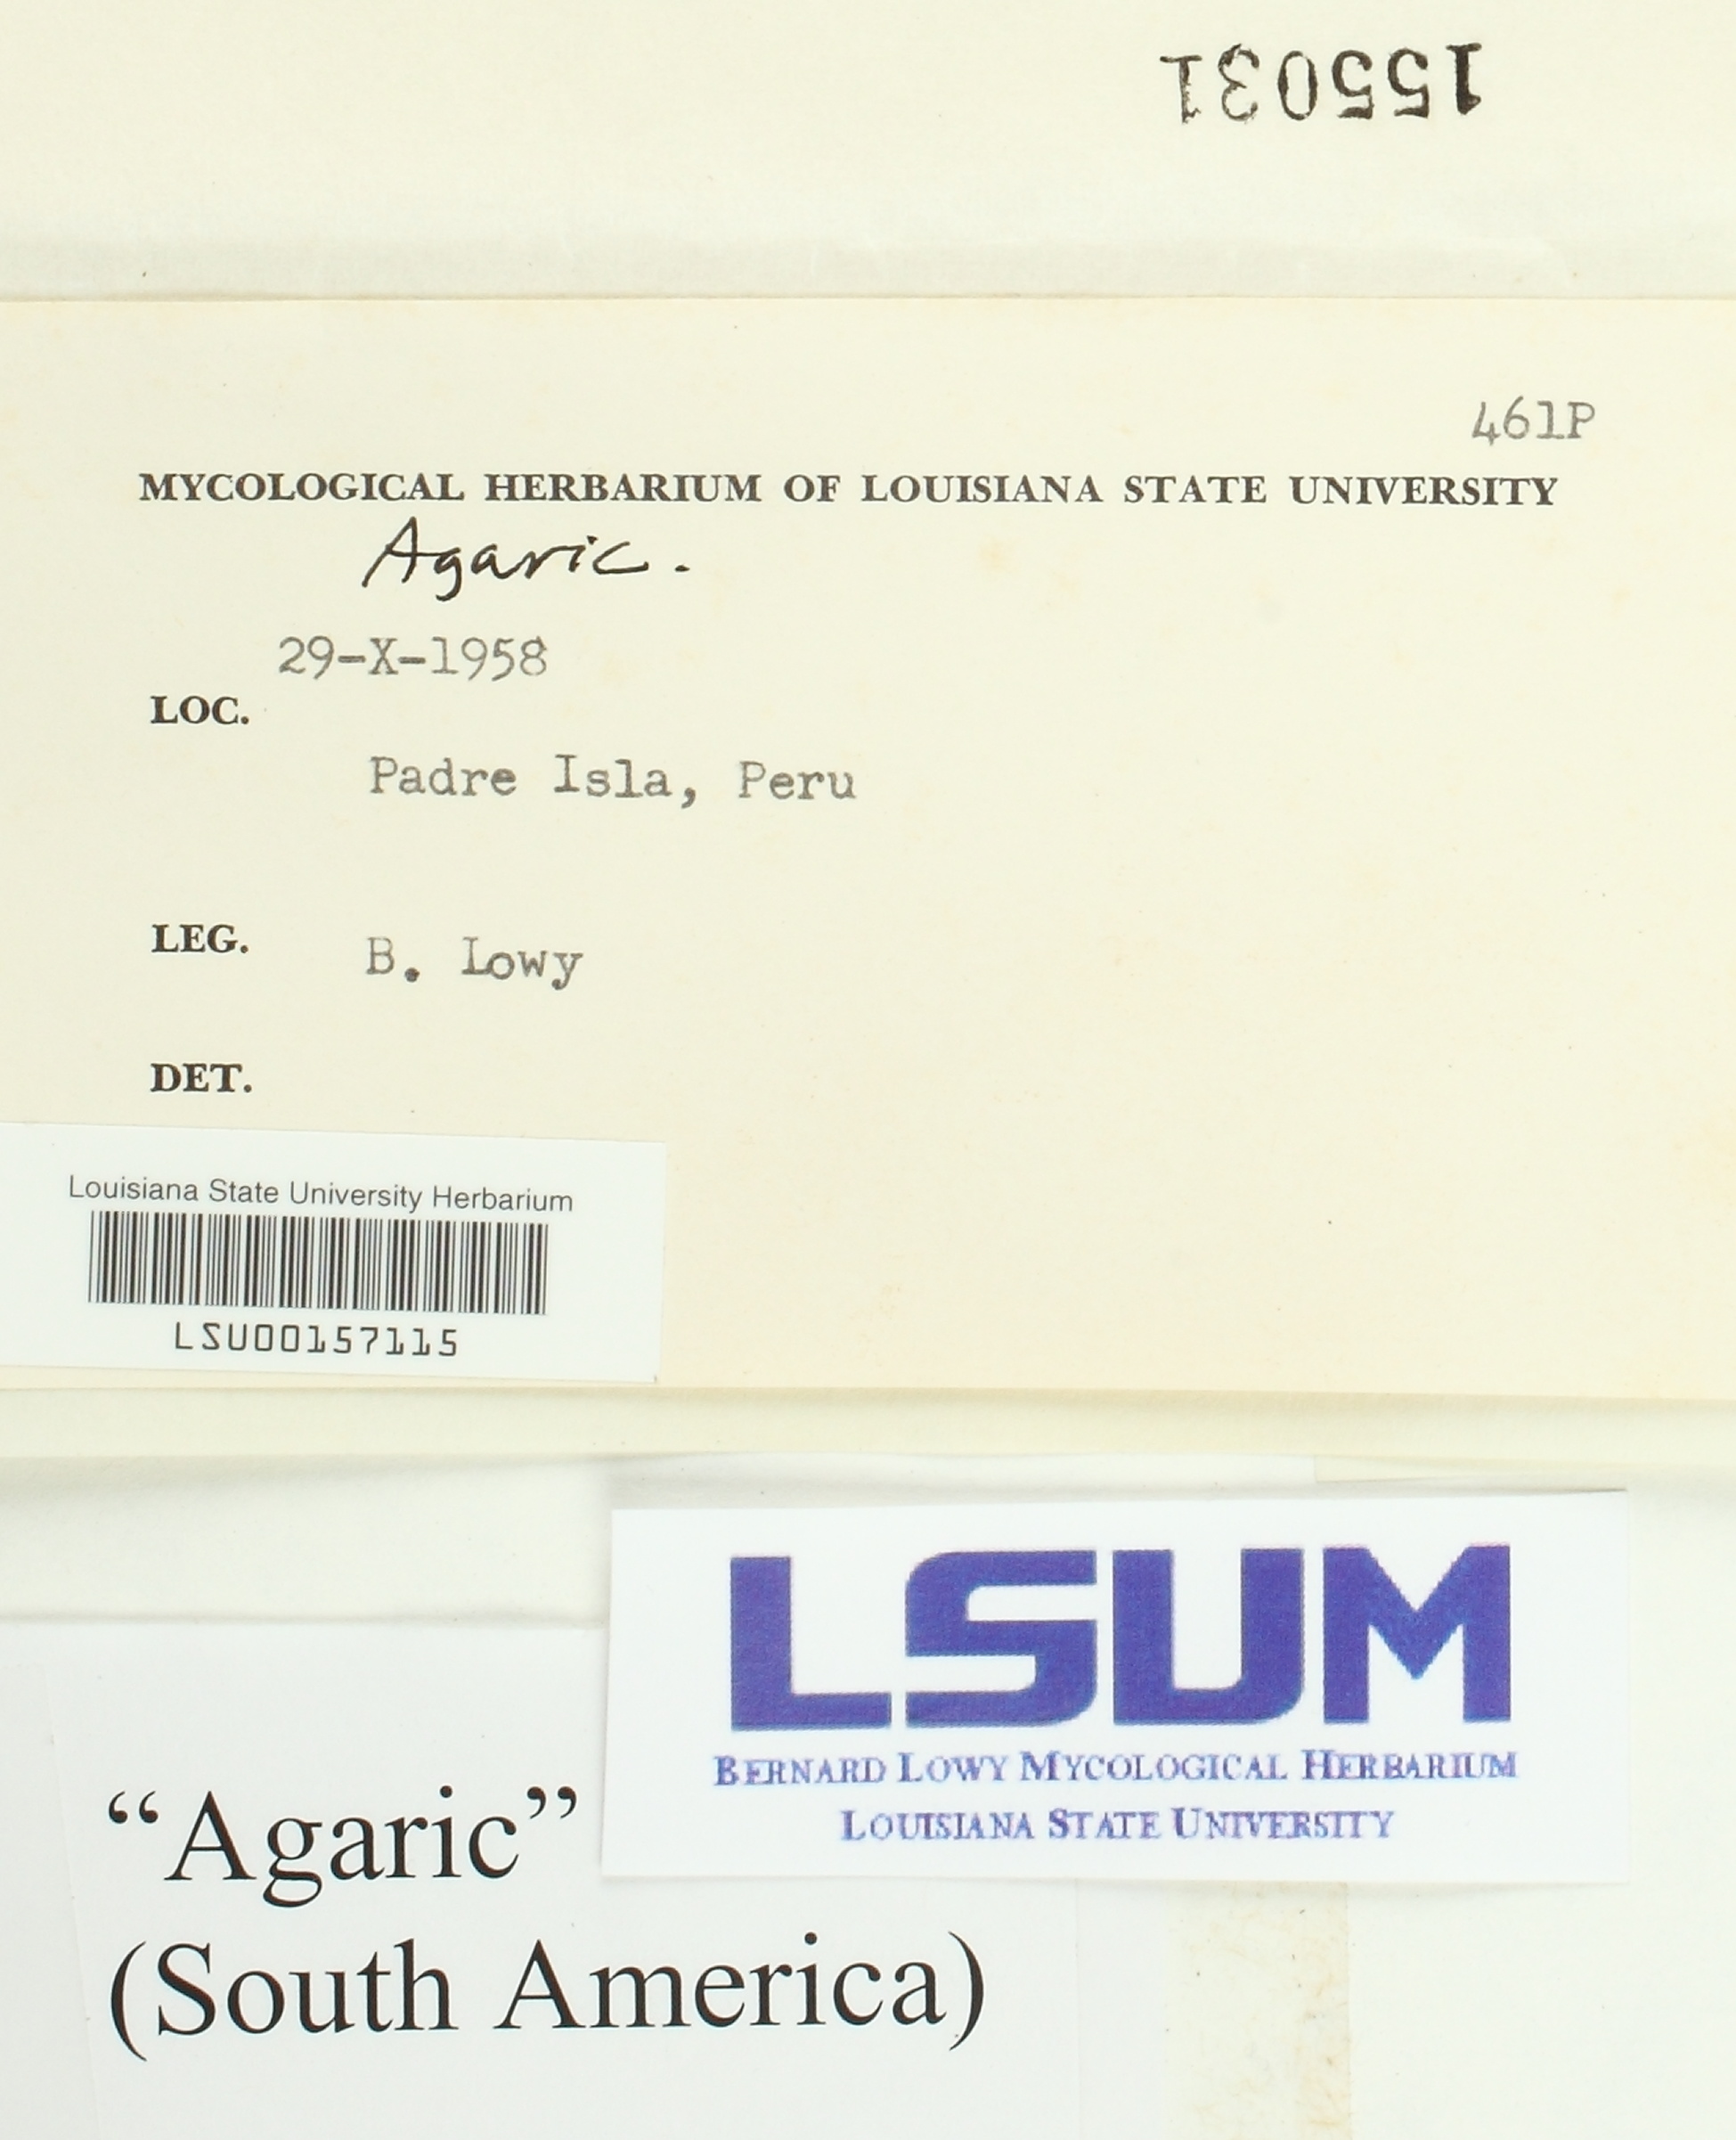 155031
461P
MYCOLOGICAL HERBARIUM OF LOUISIANA STATE UNIVERSITY
Agaric.
29-X-1958
LOC.
Padre Isla, Peru
LEG. B. Lowy
DET.
Louisiana State University Herbarium
LSU00157115
LSUM
BERNARD LOWY MYCOLOGICAL HERBARIUM
LOUISIANA STATE UNIVERSITY
“Agaric”
(South America)